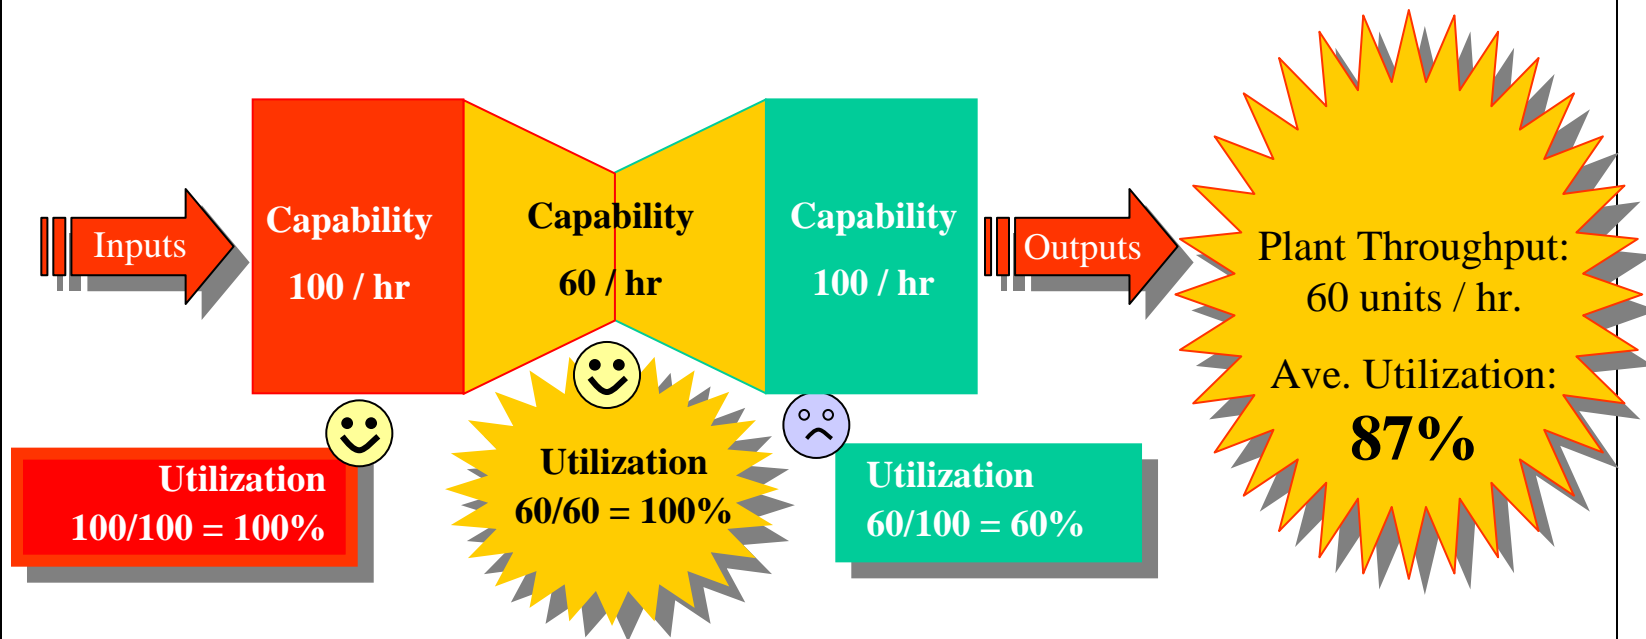 Inputs
Capability
100 / hr
Capability
60 / hr
Capability
100 / hr
Outputs
Plant Throughput:
60 units / hr.
Ave. Utilization:
87%
Utilization
100/100 = 100%
Utilization
60/60 = 100%
Utilization
60/100 = 60%